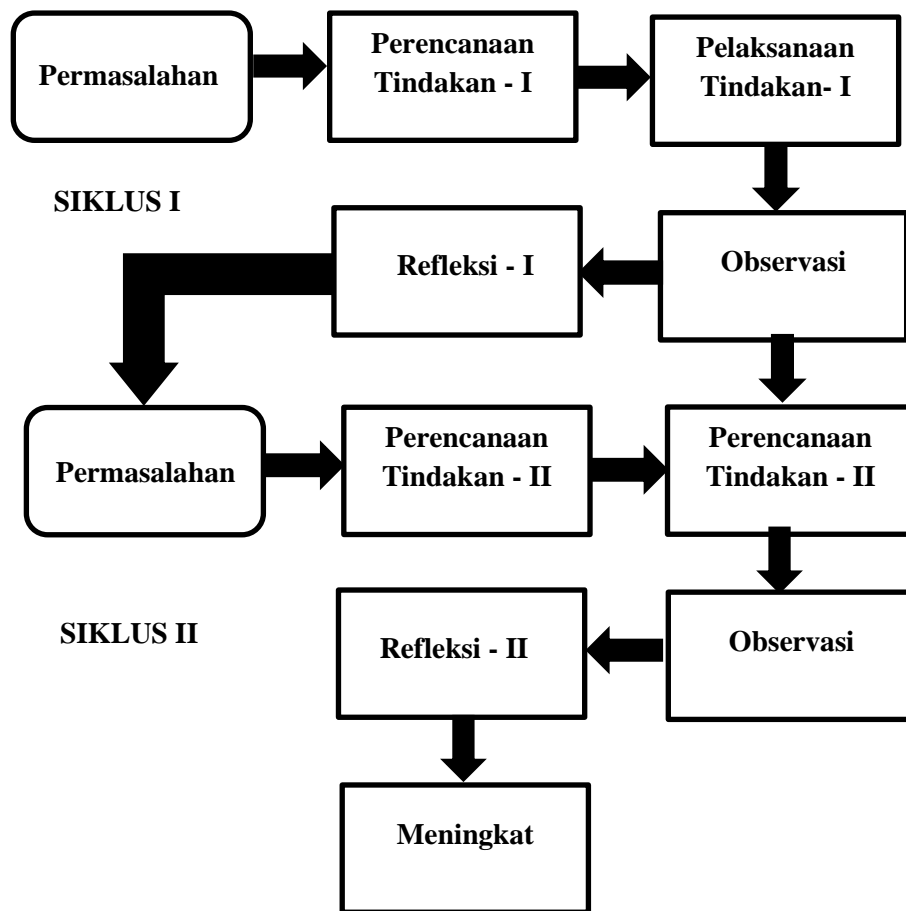 Permasalahan
Perencanaan
Tindakan - I
Pelaksanaan
Tindakan- I
SIKLUS I
Refleksi - I
Observasi
Permasalahan
Perencanaan
Tindakan - II
Perencanaan
Tindakan - II
SIKLUS II
Refleksi - II
Observasi
Meningkat